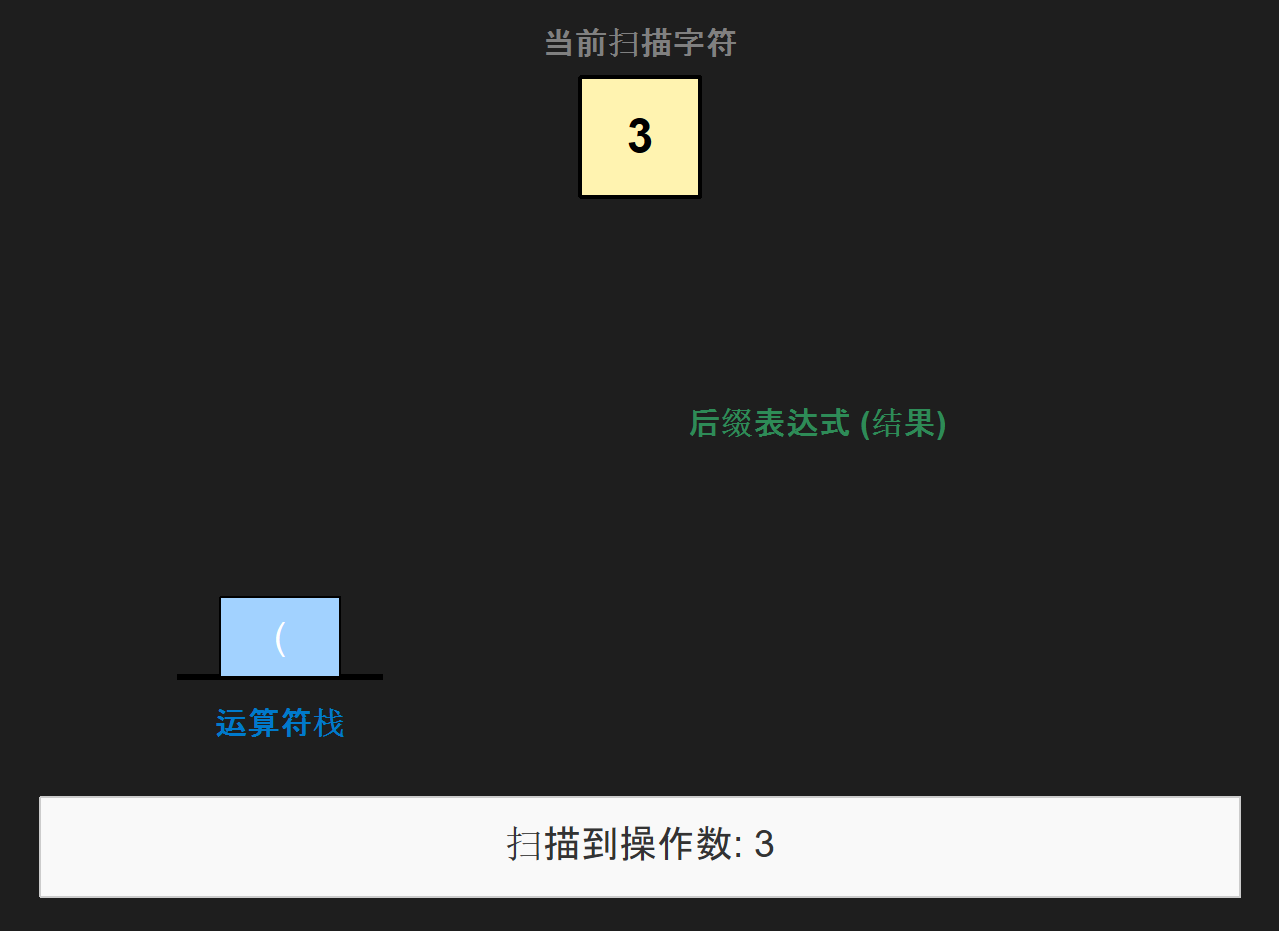 当前扫描字符
3
后缀表达式 (结果)
(
运算符栈
扫描到操作数: 3